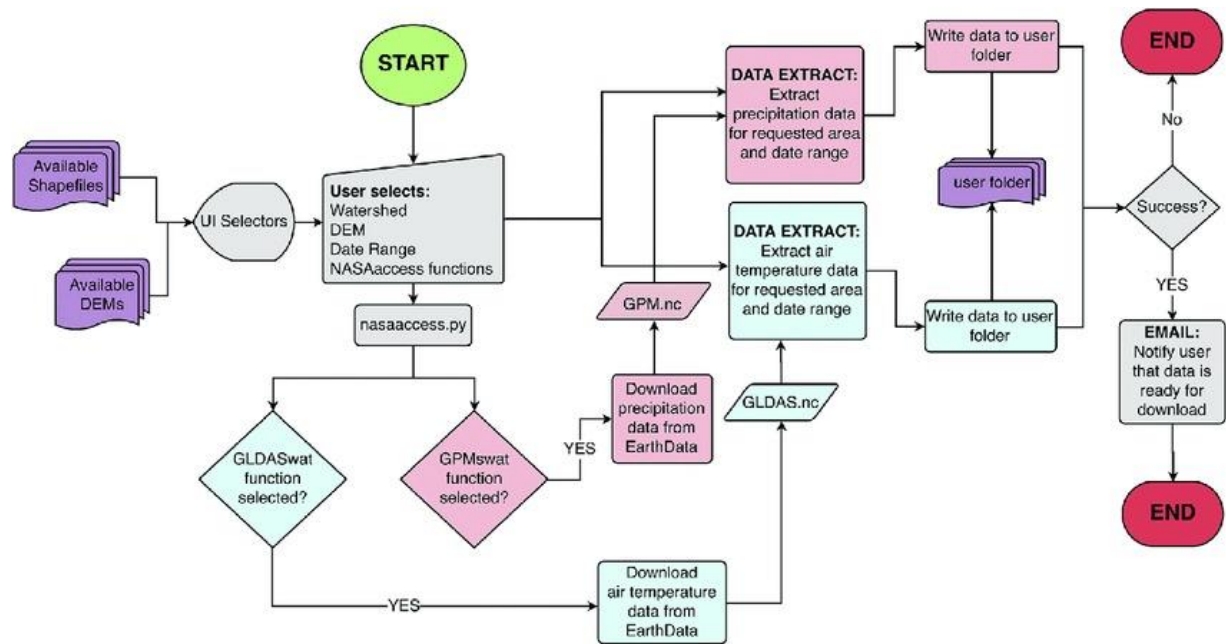 START
END
Write data to user
folder
DATA EXTRACT:
Extract
precipitation data
for requested area
and date range
No
Available
Shapefiles
UI Selectors
User selects:
Watershed
DEM
Date Range
NASAaccess functions
user folder
Success?
DATA EXTRACT:
Extract air
temperature data
for requested area
and date range
Available
DEMs
GPM.nc
nasaaccess.py
Write data to user
folder
YES
EMAIL:
Notify user
that data is
ready for
download
Download
precipitation
data from
EarthData
GLDAS.nc
YES
GLDASwat
function
selected?
GPMswat
function
selected?
END
Download
air temperature
data from
EarthData
YES